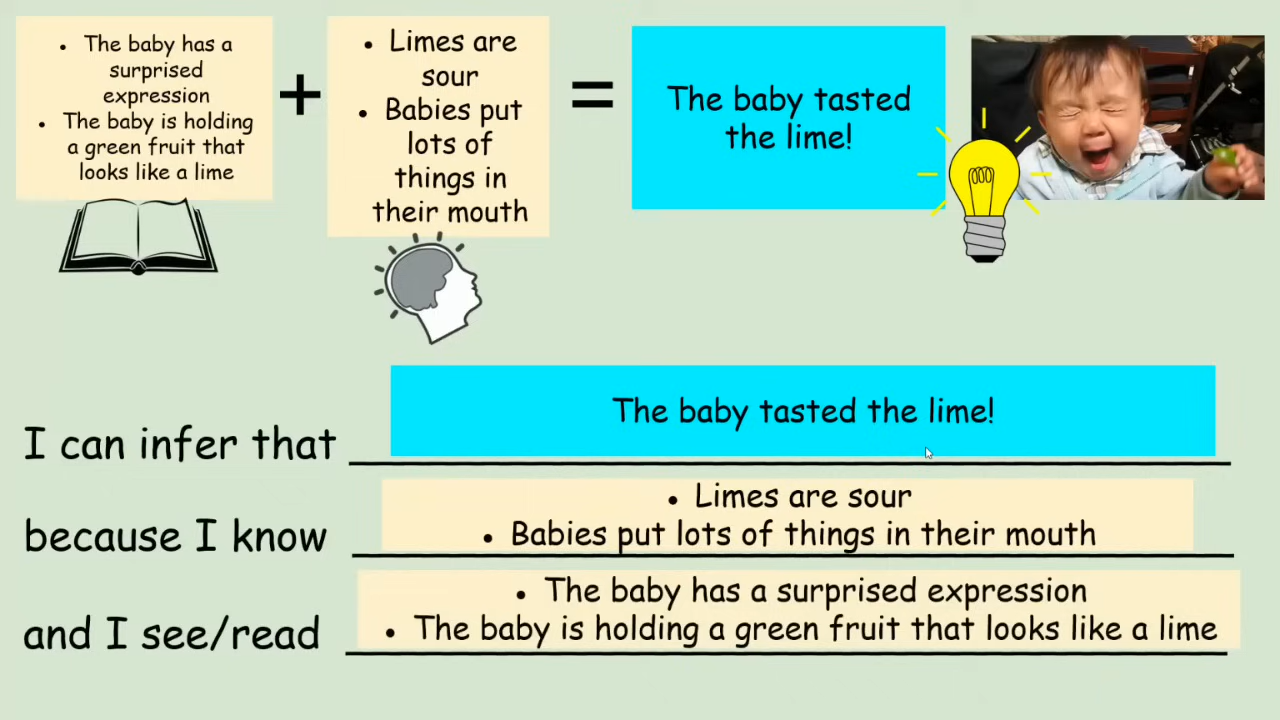 • The baby has a
surprised
expression
• The baby is holding
a green fruit that
looks like a lime
+
• Limes are
sour
• Babies put
lots of
things in
their mouth
=
The baby tasted
the lime!
I can infer that
The baby tasted the lime!
because I know
• Limes are sour
• Babies put lots of things in their mouth
and I see/read
• The baby has a surprised expression
• The baby is holding a green fruit that looks like a lime